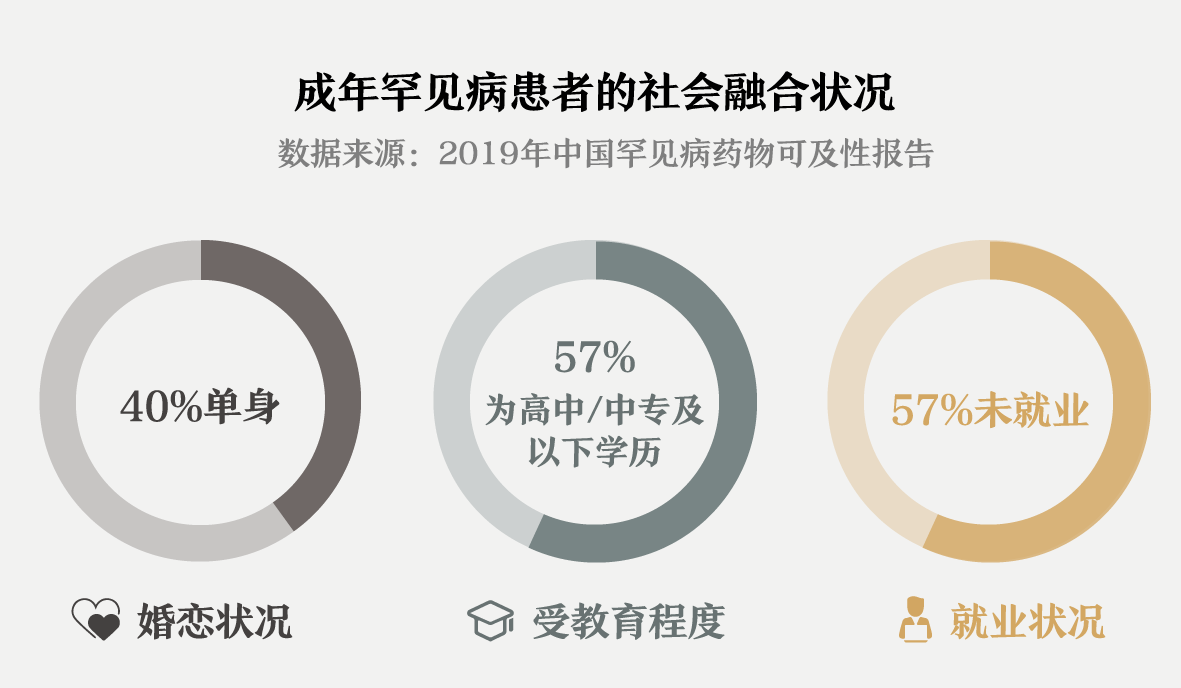 成年罕见病患者的社会融合状况
数据来源：2019年中国罕见病药物可及性报告
40%单身
57%
为高中/中专及
以下学历
57%未就业
婚恋状况
受教育程度
就业状况